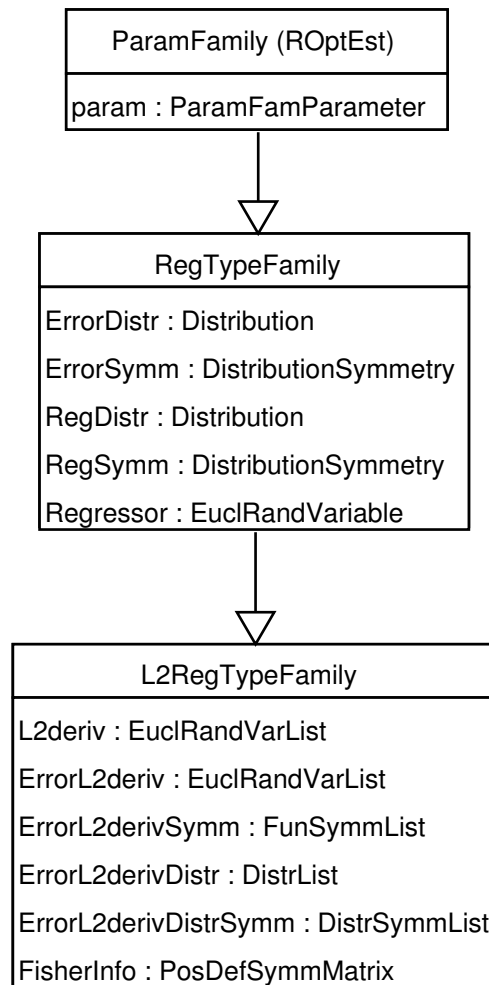 ParamFamily (ROptEst)
param : ParamFamParameter
RegTypeFamily
ErrorDistr : Distribution
ErrorSymm : DistributionSymmetry
RegDistr : Distribution
RegSymm : DistributionSymmetry
Regressor : EuclRandVariable
L2RegTypeFamily
L2deriv : EuclRandVarList
ErrorL2deriv : EuclRandVarList
ErrorL2derivSymm : FunSymmList
ErrorL2derivDistr : DistrList
ErrorL2derivDistrSymm : DistrSymmList
FisherInfo : PosDefSymmMatrix